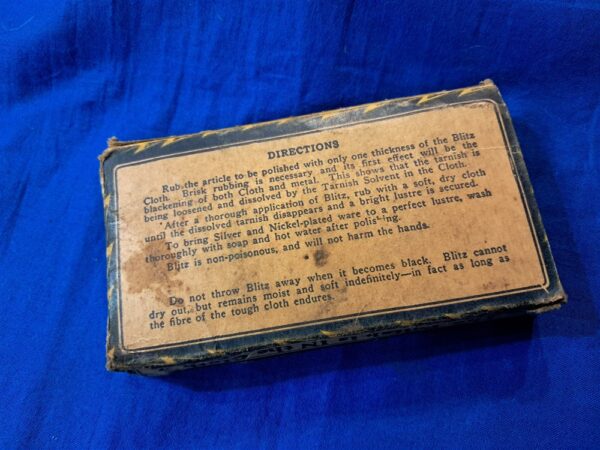 DIRECTIONS
Rub the article to be polished with only one thickness of the Blitz
Cloth. Brisk rubbing is necessary, and its first effect will be the
blackening of both Cloth and metal. This shows that the tarnish is
being loosened and dissolved by the Tarnish Solvent in the Cloth.
After a thorough application of Blitz, rub with a soft, dry cloth
until the dissolved tarnish disappears and a bright lustre is secured.
To bring Silver and Nickel-plated ware to a perfect lustre, wash
thoroughly with soap and hot water after polishing.
Blitz is non-poisonous, and will not harm the hands.
Do not throw Blitz away when it becomes black. Blitz cannot
dry out, but remains moist and soft indefinitely—in fact as long as
the fibre of the tough cloth endures.